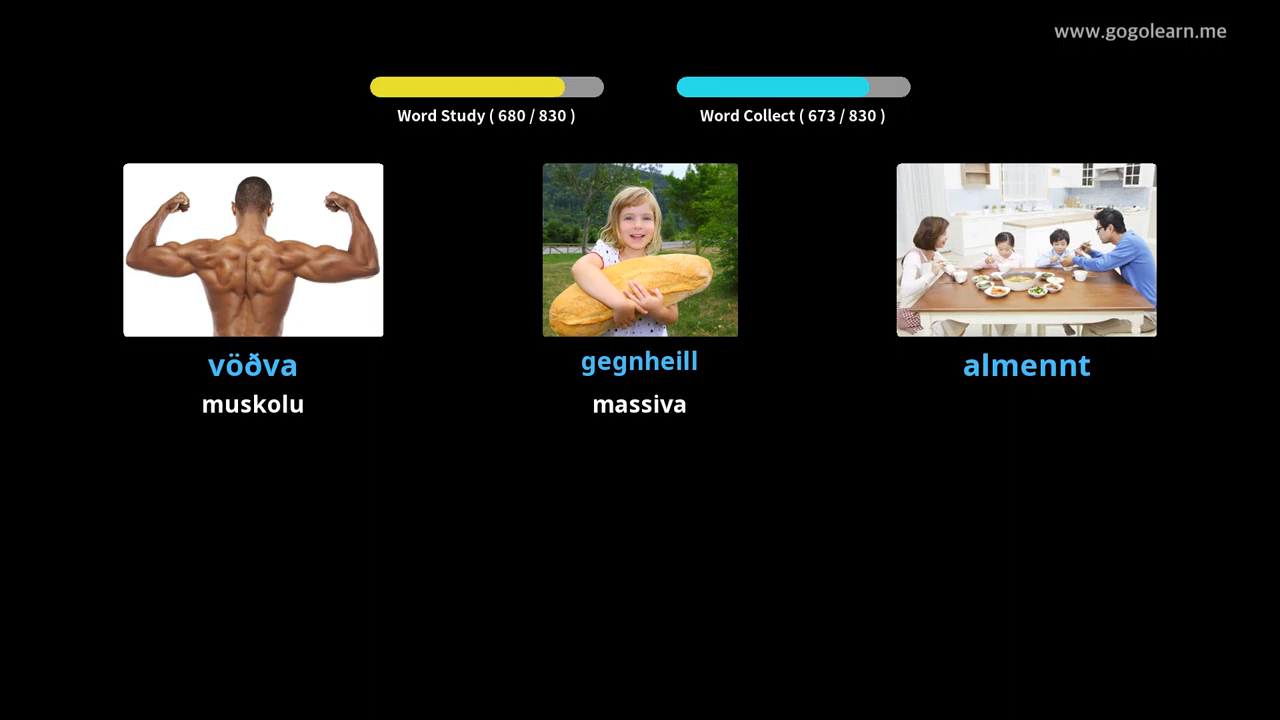 www.gogolearn.me
Word Study ( 680 / 830 )
Word Collect ( 673 / 830 )
vöðva
gegnheill
almennt
muskolu
massiva